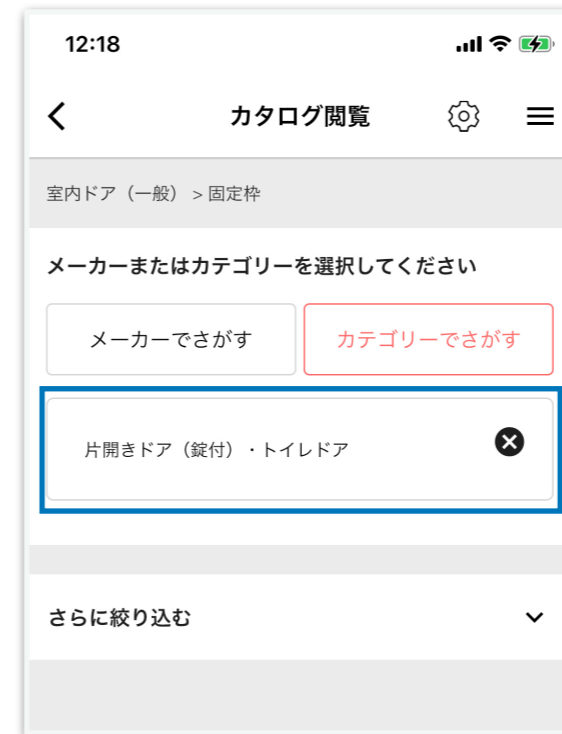 12:18
カタログ閲覧
室内ドア（一般）＞固定枠
メーカーまたはカテゴリーを選択してください
メーカーでさがす カテゴリーでさがす
片開きドア（錠付）・トイレドア
さらに絞り込む